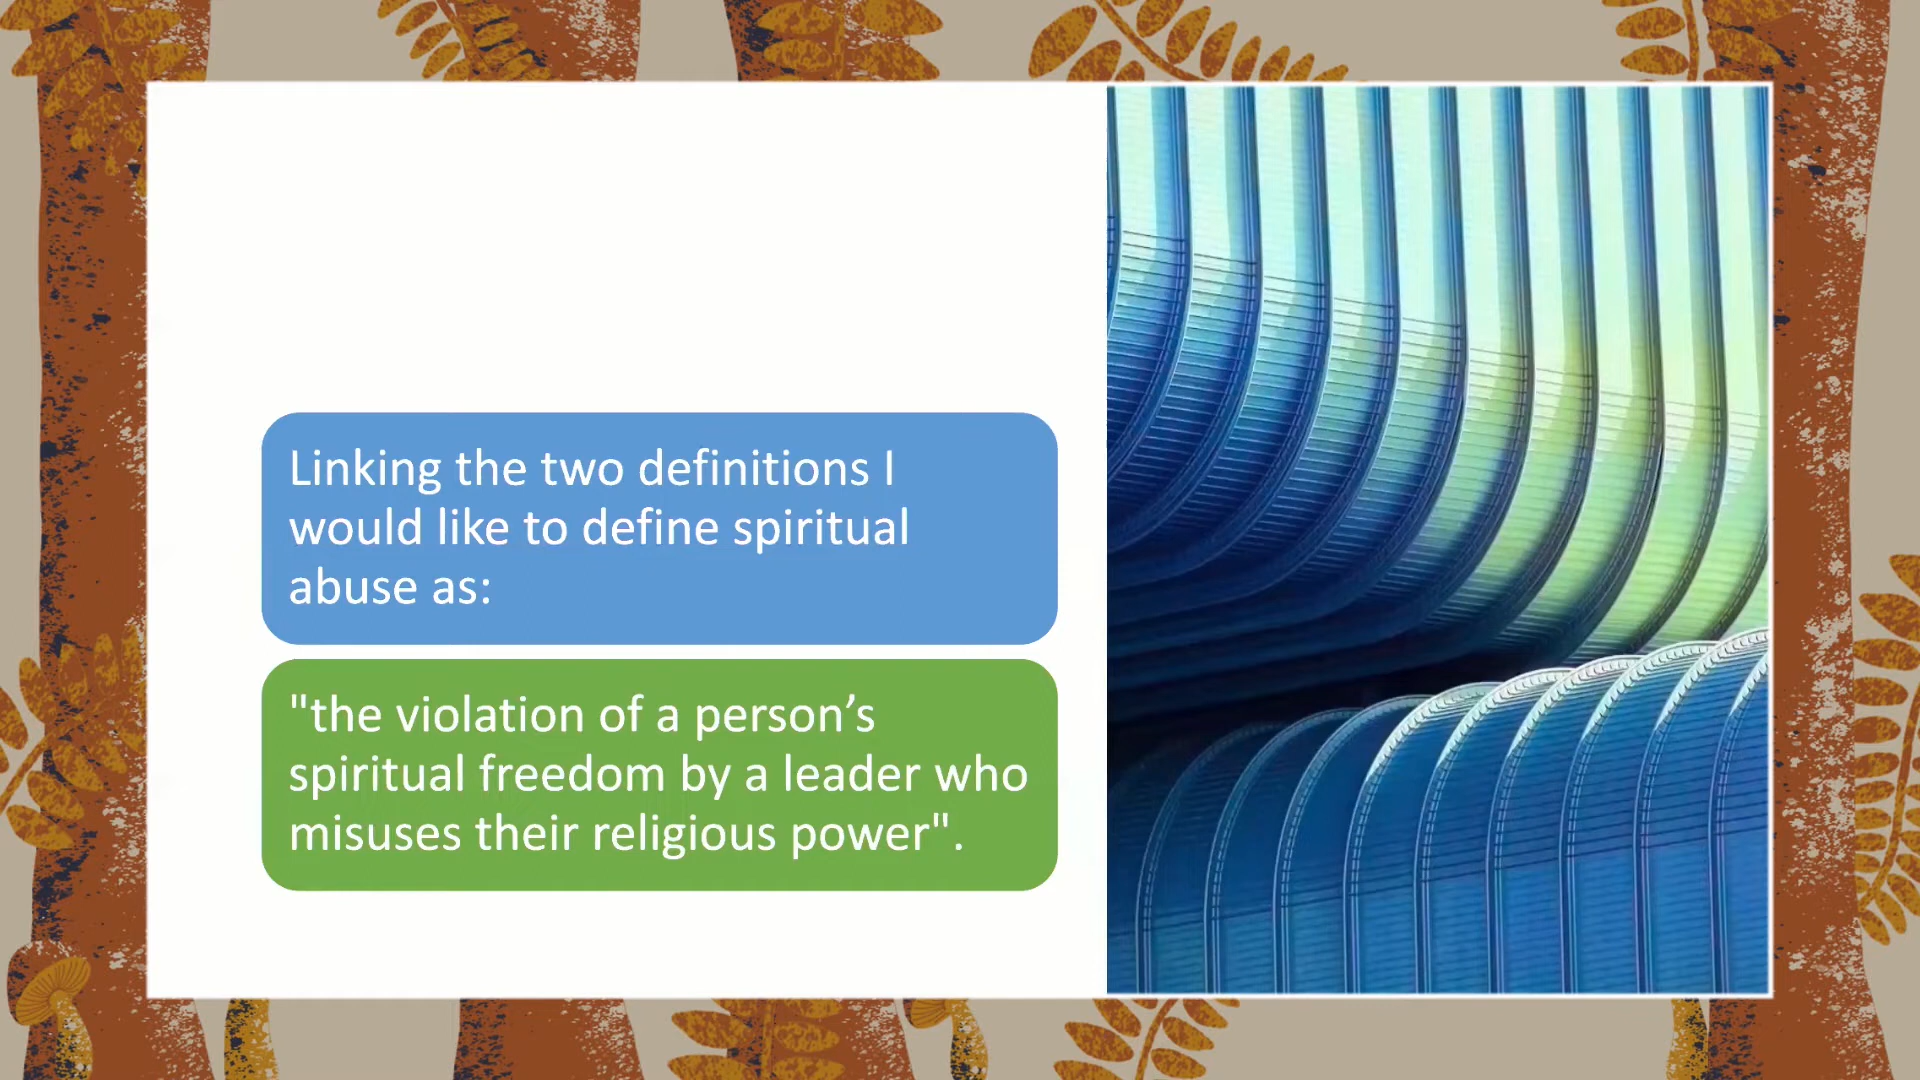 Linking the two definitions I
would like to define spiritual
abuse as:
"the violation of a person’s
spiritual freedom by a leader who
misuses their religious power".